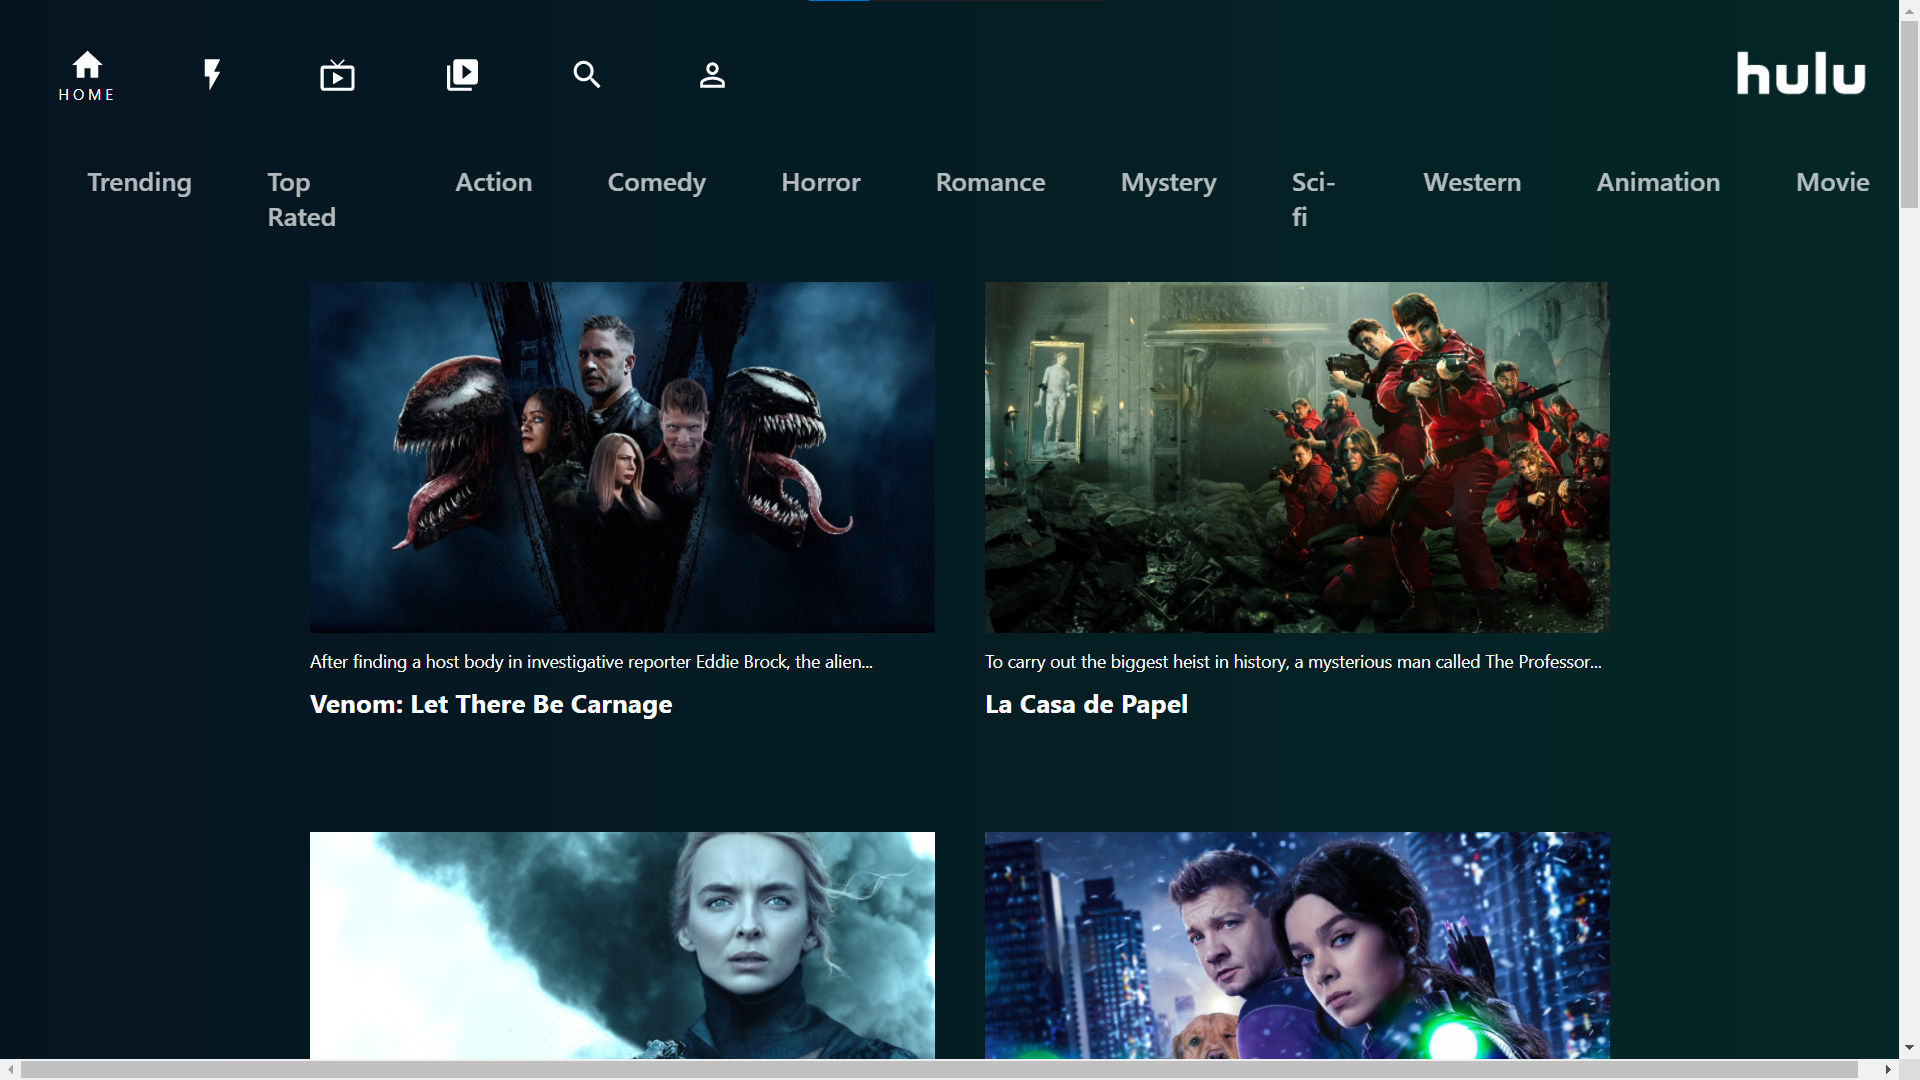 HOME
hulu
Trending
Top
Rated
Action
Comedy
Horror
Romance
Mystery
Sci-
fi
Western
Animation
Movie
After finding a host body in investigative reporter Eddie Brock, the alien...
Venom: Let There Be Carnage
To carry out the biggest heist in history, a mysterious man called The Professor...
La Casa de Papel